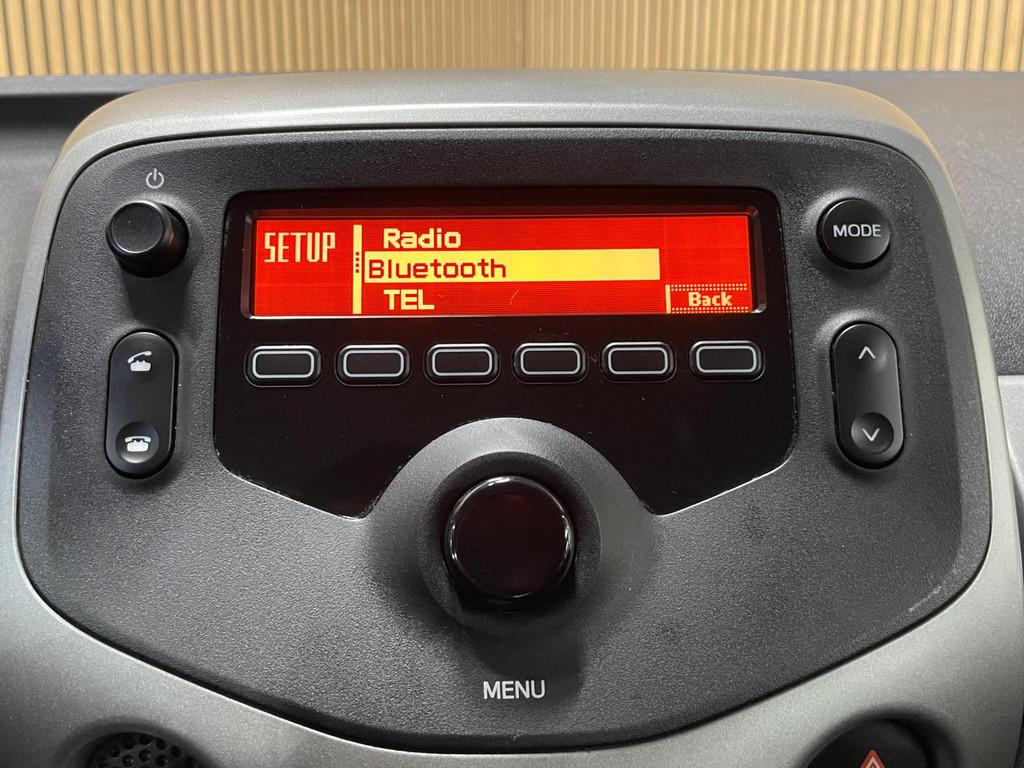 SETUP
Radio
Bluetooth
TEL
Back
MODE
MENU